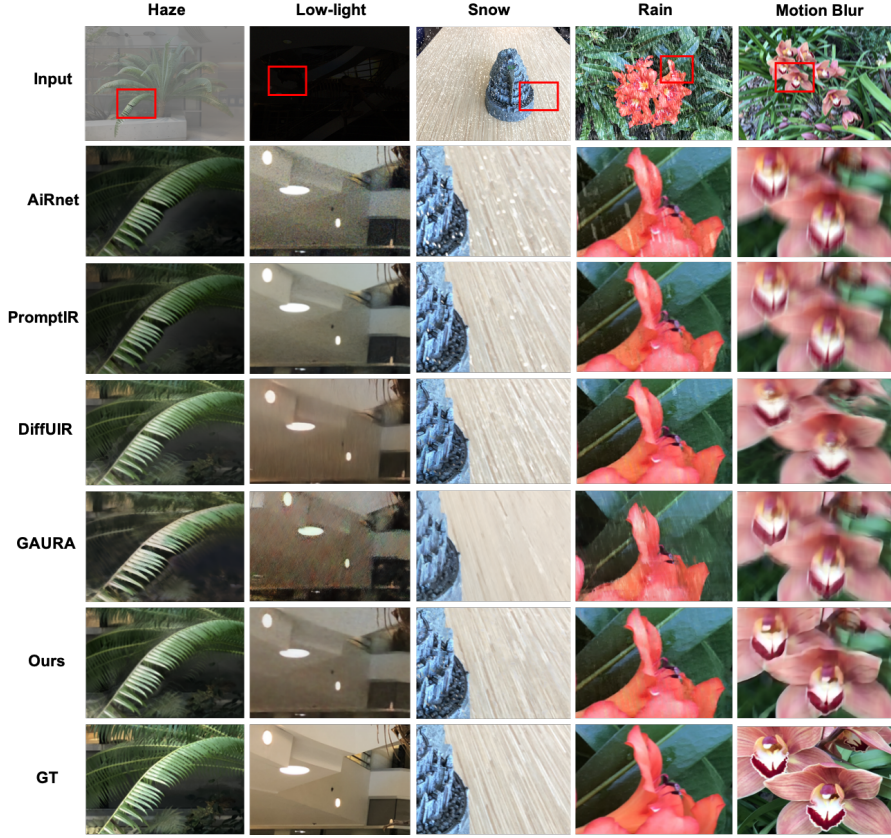 Haze Low-light Snow Rain Motion Blur
Input
AiRnet
PromptIR
DiffUIR
GAURA
Ours
GT